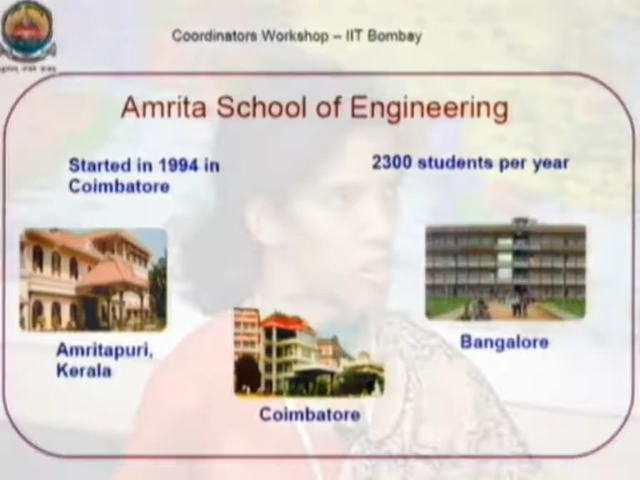 Coordinators Workshop – IIT Bombay
Amrita School of Engineering
Started in 1994 in
Coimbatore
2300 students per year
Amritapuri,
Kerala
Coimbatore
Bangalore